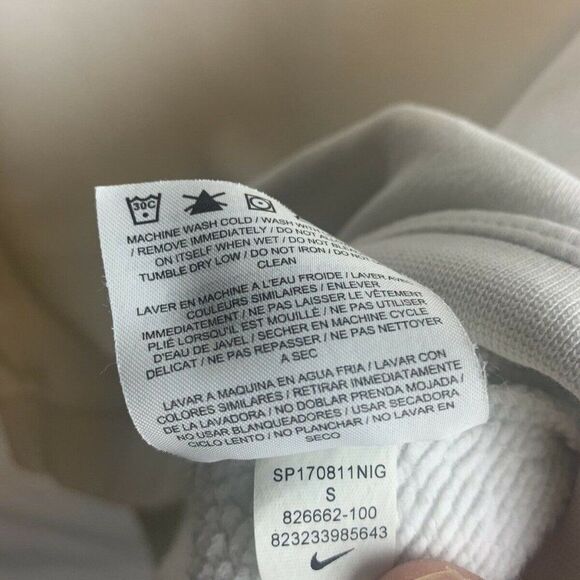 30C
MACHINE WASH COLD / WASH WITH
/ REMOVE IMMEDIATELY / DO NOT
ON ITSELF WHEN WET / DO NOT
TUMBLE DRY LOW / DO NOT IRON / DO
CLEAN
LAVER EN MACHINE A L'EAU FROIDE / LAVER
COULEURS SIMILAIRES / ENLEVER
IMMEDIATEMENT / NE PAS LAISSER LE VÊTEMENT
PLIÉ LORSQU'IL EST MOUILLÉ / NE PAS UTILISER
D'EAU DE JAVEL / SECHER EN MACHINE CYCLE
DELICAT / NE PAS REPASSER / NE PAS NETTOYER
A SEC
LAVAR A MAQUINA EN AGUA FRIA / LAVAR CON
COLORES SIMILARES / RETIRAR INMEDIATAMENTE
DE LA LAVADORA / NO DOBLAR PRENDA MOJADA /
NO USAR BLANQUEADORES / USAR SECADORA
CICLO LENTO / NO PLANCHAR / NO LAVAR EN
SECO
SP170811NIG
S
826662-100
823233985643